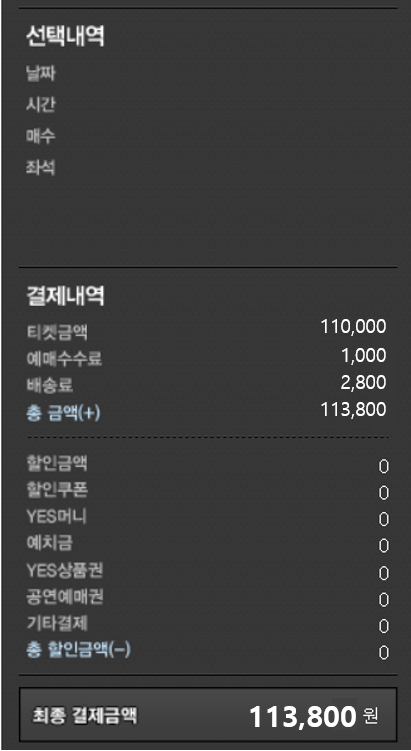 선택내역
날짜
시간
매수
좌석
결제내역
티켓금액 110,000
예매수수료 1,000
배송료 2,800
총 금액(+) 113,800
할인금액 0
할인쿠폰 0
YES머니 0
예치금 0
YES상품권 0
공연예매권 0
기타결제 0
총 할인금액(-) 0
최종 결제금액 113,800 원